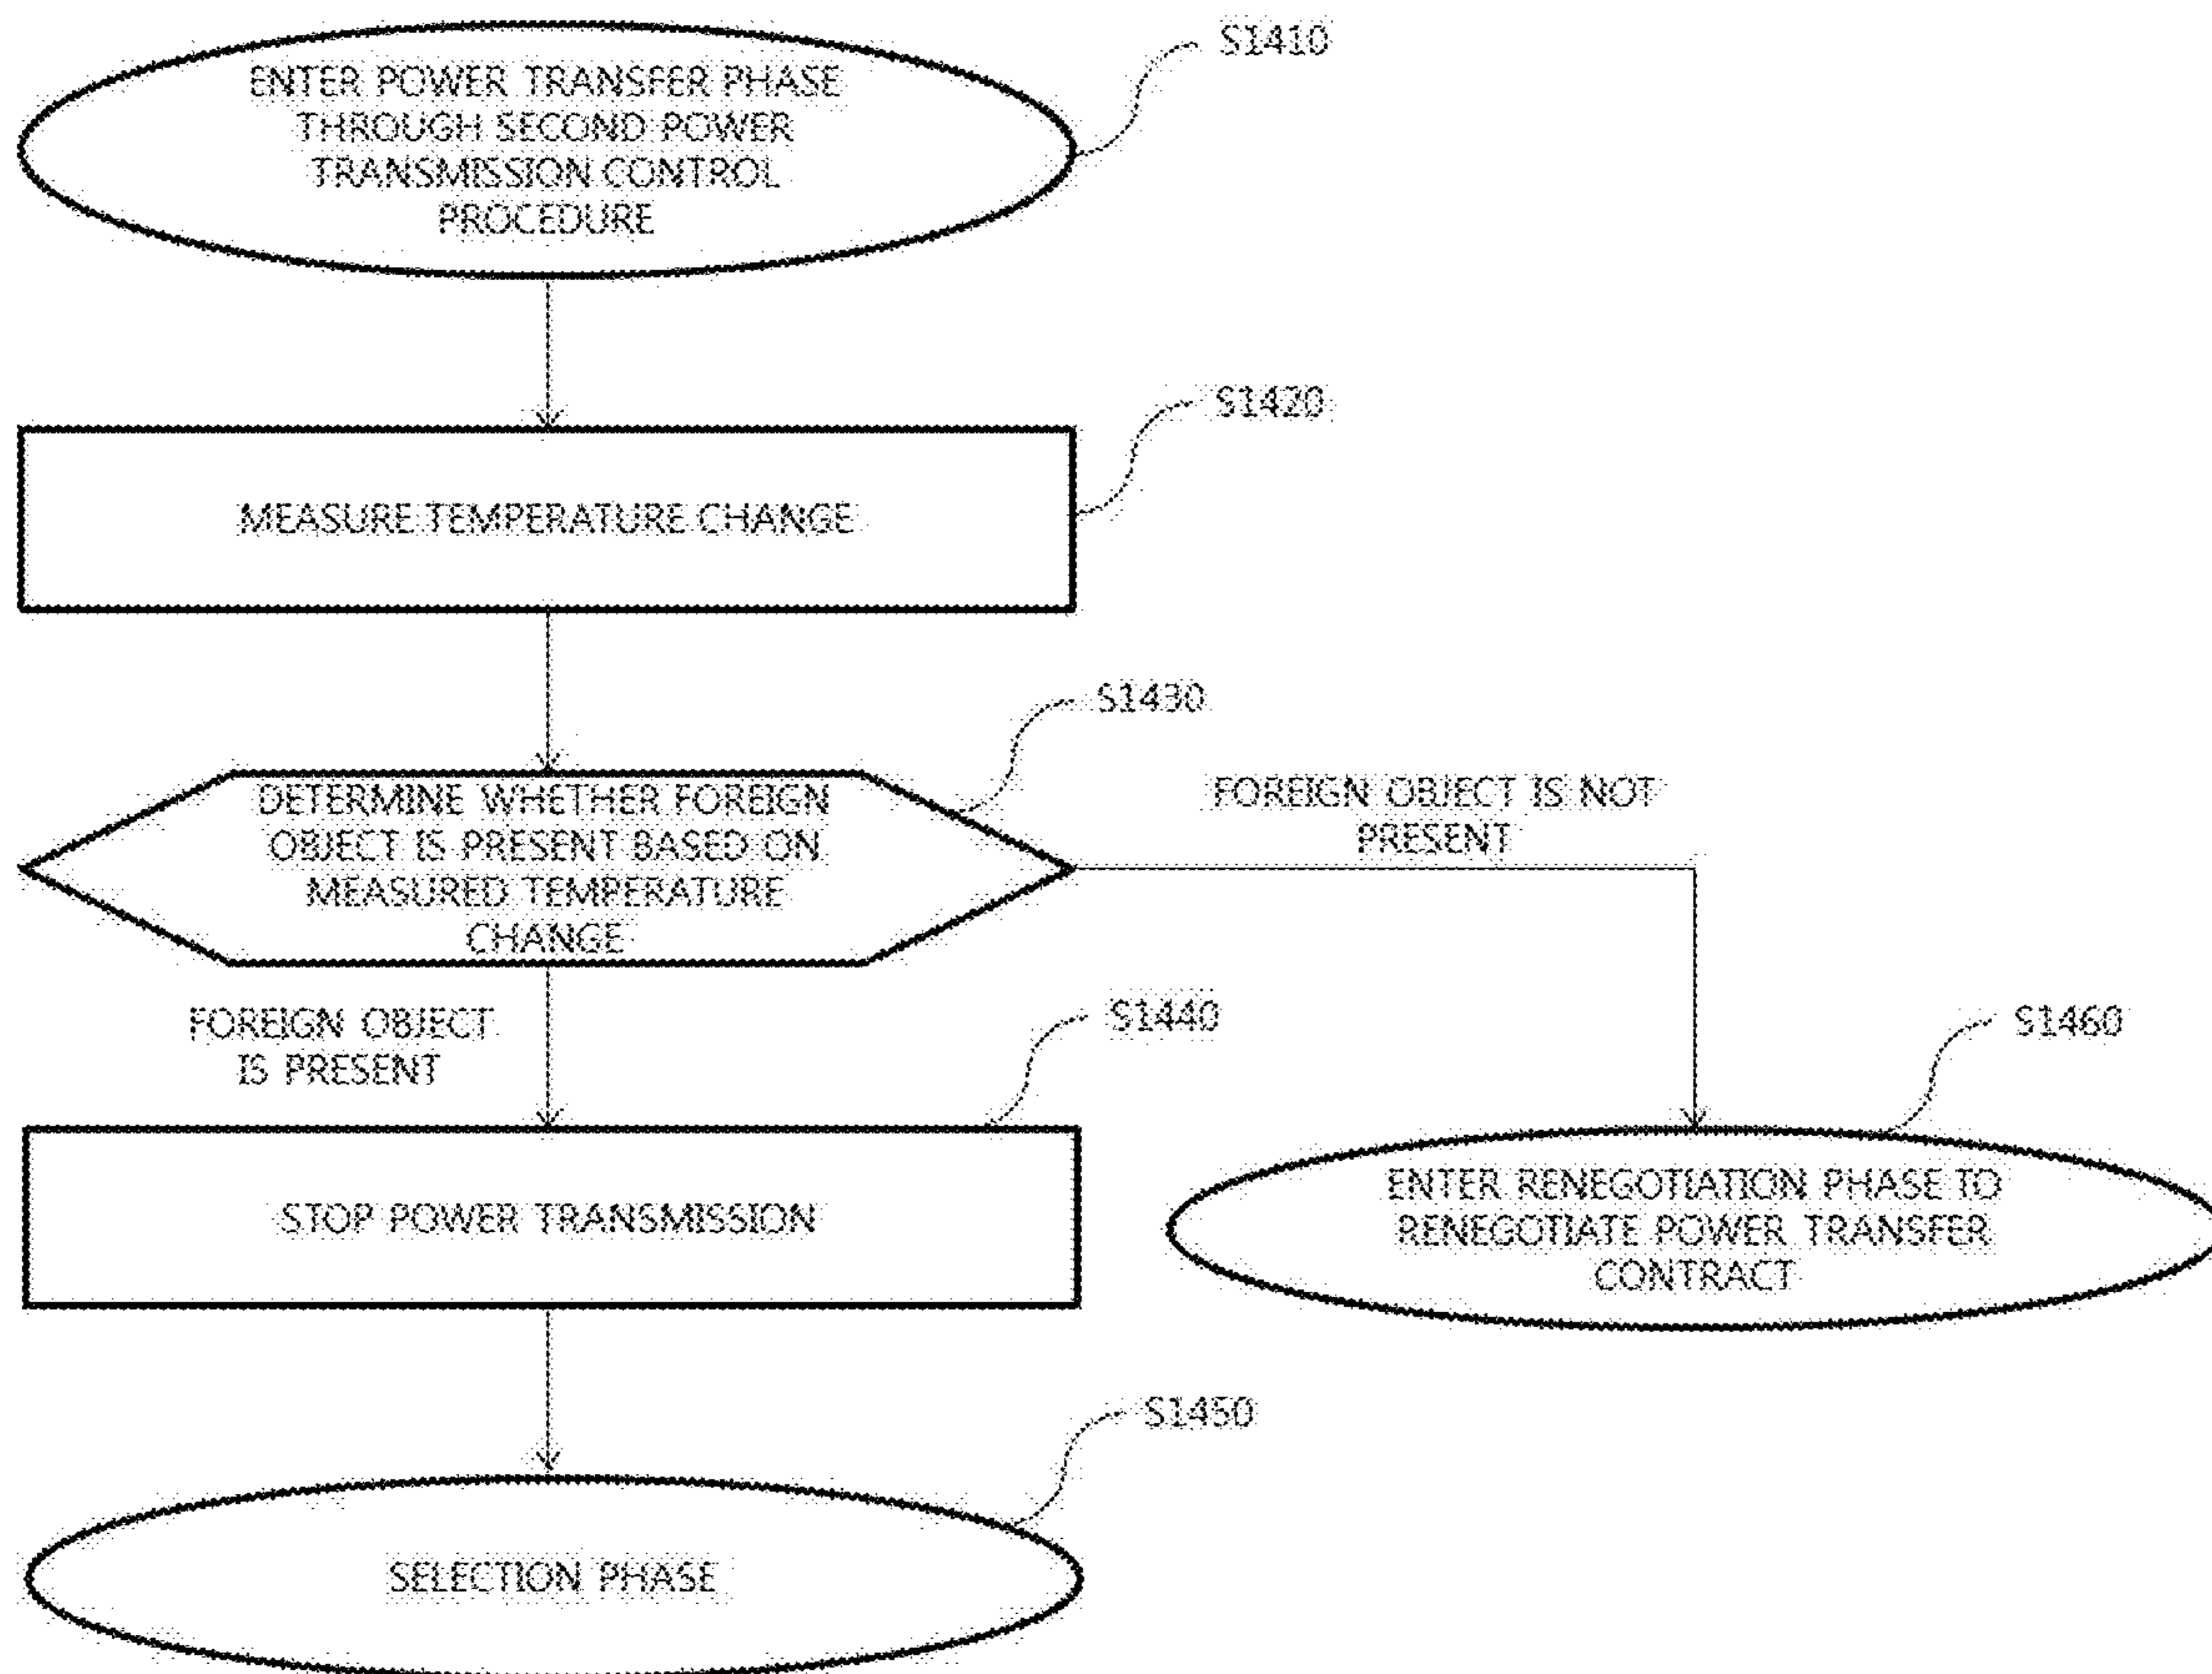 S1410
ENTER POWER TRANSFER PHASE
THROUGH SECOND POWER
TRANSMISSION CONTROL
PROCEDURE
S1420
MEASURE TEMPERATURE CHANGE
S1430
DETERMINE WHETHER FOREIGN
OBJECT IS PRESENT BASED ON
MEASURED TEMPERATURE
CHANGE
FOREIGN OBJECT IS NOT
PRESENT
FOREIGN OBJECT
IS PRESENT
S1440
STOP POWER TRANSMISSION
S1460
ENTER RENEGOTIATION PHASE TO
RENEGOTIATE POWER TRANSFER
CONTRACT
S1450
SELECTION PHASE